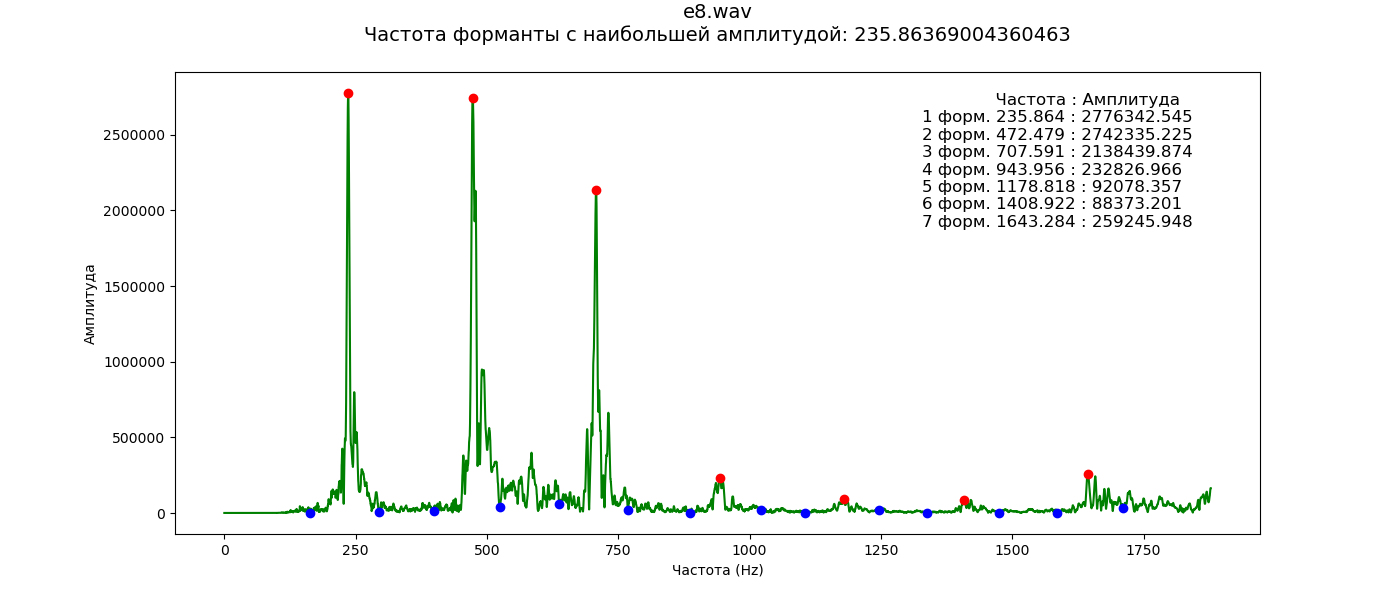 e8.wav
Частота форманты с наибольшей амплитудой: 235.86369004360463
Частота : Амплитуда
1 форм. 235.864 : 2776342.545
2 форм. 472.479 : 2742335.225
3 форм. 707.591 : 2138439.874
4 форм. 943.956 : 232826.966
5 форм. 1178.818 : 92078.357
6 форм. 1408.922 : 88373.201
7 форм. 1643.284 : 259245.948
Амплитуда
2500000
2000000
1500000
1000000
500000
0
0 250 500 750 1000 1250 1500 1750
Частота (Hz)